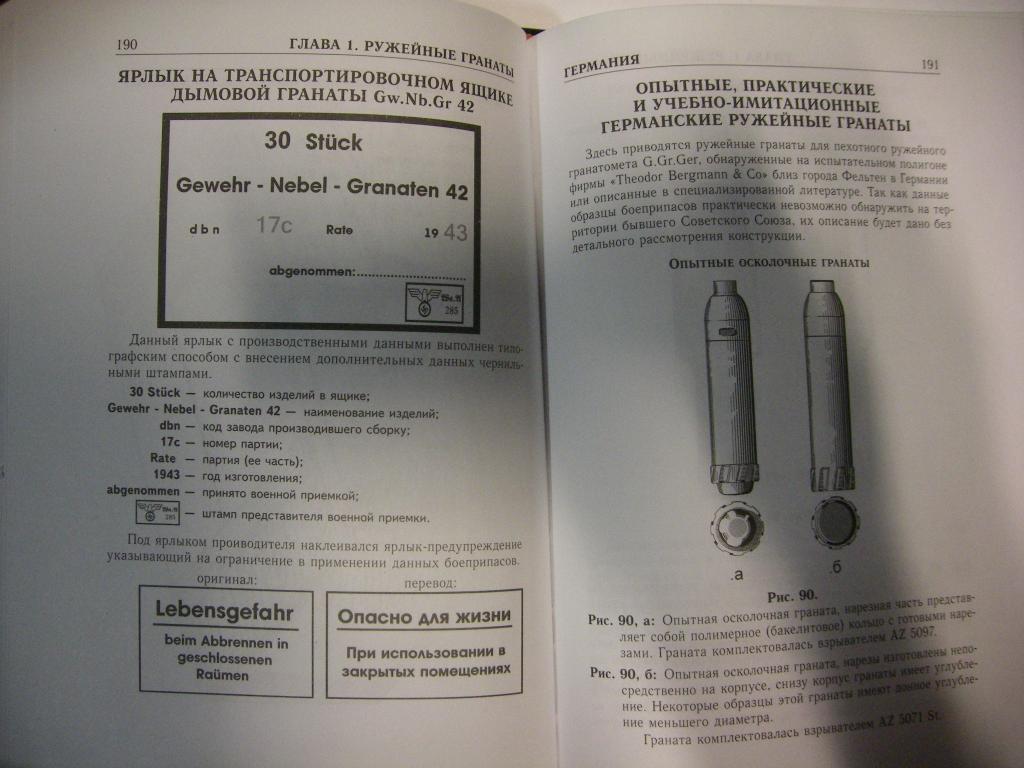 190
ГЛАВА 1. РУЖЕЙНЫЕ ГРАНАТЫ
ЯРЛЫК НА ТРАНСПОРТИРОВОЧНОМ ЯЩИКЕ
ДЫМОВОЙ ГРАНАТЫ Gw.Nb.Gr 42
30 Stück
Gewehr - Nebel - Granaten 42
dbn 17c Rate 19 43
abgenommen:
285
Данный ярлык с производственными данными выполнен типо-
графским способом с внесением дополнительных данных черниль-
ными штампами.
30 Stück — количество изделий в ящике;
Gewehr - Nebel - Granaten 42 — наименование изделий;
dbn — код завода производившего сборку;
17c — номер партии;
Rate — партия (ее часть);
1943 — год изготовления;
abgenommen — принято военной приемкой;
285 — штамп представителя военной приемки.
Под ярлыком проиводителя наклеивался ярлык-предупреждение
указывающий на ограничение в применении данных боеприпасов.
оригинал: перевод:
Lebensgefahr
beim Abbrennen in
geschlossenen
Raümen
Опасно для жизни
При использовании в
закрытых помещениях
ГЕРМАНИЯ
191
ОПЫТНЫЕ, ПРАКТИЧЕСКИЕ
И УЧЕБНО-ИМИТАЦИОННЫЕ
ГЕРМАНСКИЕ РУЖЕЙНЫЕ ГРАНАТЫ
Здесь приводятся ружейные гранаты для пехотного ружейного
гранатомета G.Gr.Ger, обнаруженные на испытательном полигоне
фирмы «Theodor Bergmann & Co» близ города Фельтен в Германии
или описанные в специализированной литературе. Так как данные
образцы боеприпасов практически невозможно обнаружить на тер-
ритории бывшего Советского Союза, их описание будет дано без
детального рассмотрения конструкции.
ОПЫТНЫЕ ОСКОЛОЧНЫЕ ГРАНАТЫ
.а .б
Рис. 90.
Рис. 90, а: Опытная осколочная граната, нарезная часть представ-
ляет собой полимерное (бакелитовое) кольцо с готовыми наре-
зами. Граната комплектовалась взрывателем AZ 5097.
Рис. 90, б: Опытная осколочная граната, нарезы изготовлены непо-
средственно на корпусе, снизу корпус гранаты имеет углубле-
ние. Некоторые образцы этой гранаты имеют донное углубле-
ние меньшего диаметра.
Граната комплектовалась взрывателем AZ 5071 St.